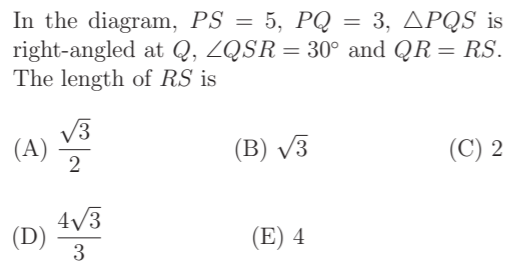 In the diagram, PS = 5, PQ = 3, △PQS is
right-angled at Q, ∠QSR = 30° and QR = RS.
The length of RS is
(A) √3/2 (B) √3 (C) 2
(D) 4√3/3 (E) 4